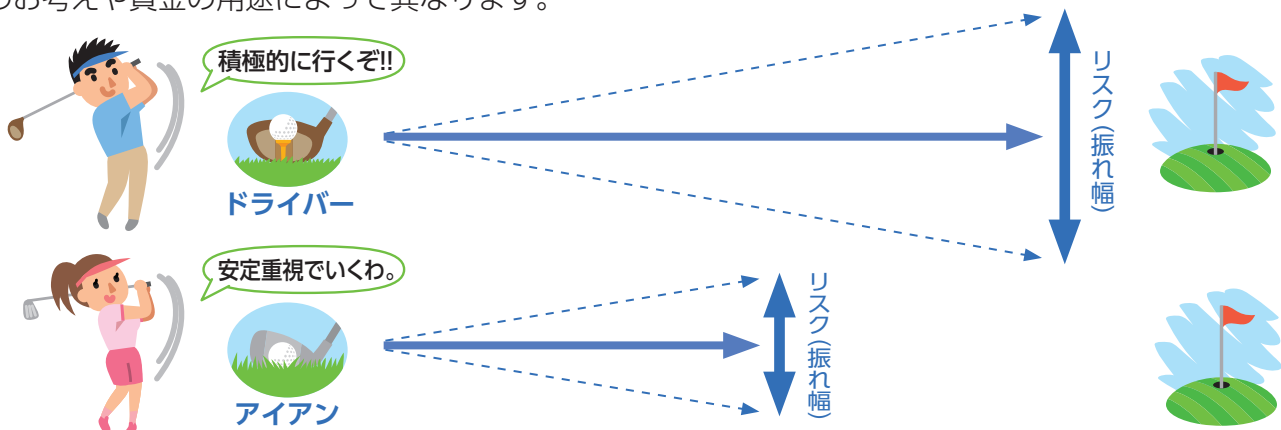 のお考えや資金の用途によって異なります。
積極的に行くぞ!!
ドライバー
リスク(振れ幅)
安定重視でいくわ。
アイアン
リスク(振れ幅)